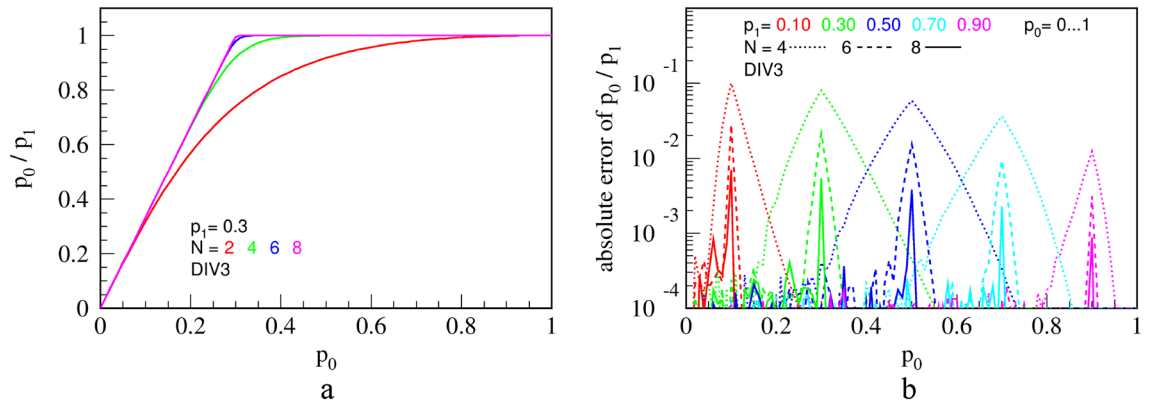 1
0.8
0.6
0.4
0.2
0
p0 / p1
p1= 0.3
N = 2 4 6 8
DIV3
0 0.2 0.4 0.6 0.8 1
p0
a
p1= 0.10 0.30 0.50 0.70 0.90 p0= 0...1
N = 4 6 8
DIV3
10-1
10-2
10-3
10-4
absolute error of p0 / p1
0 0.2 0.4 0.6 0.8 1
p0
b